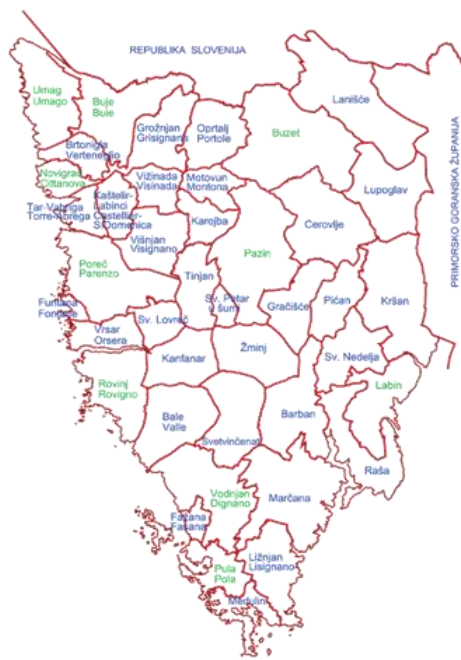 REPUBLIKA SLOVENIJA
PRIMORSKO GORANSKA ŽUPANIJA
Umag
Umago
Buje
Buie
Grožnjan
Grisignana
Oprtalj
Portole
Buzet
Lanišće
Brtonigla
Verteneglio
Novigrad
Cittanova
Vižinada
Visinada
Motovun
Montona
Lupoglav
Tar-Vabriga
Torre-Abrega
Kaštelir-
Labinci
Castellier-
S.Domenica
Karojba
Cerovlje
Višnjan
Visignano
Pazin
Poreč
Parenzo
Tinjan
Sv. Petar
u šumi
Gračišće
Pićan
Kršan
Funtana
Fontane
Vrsar
Orsera
Sv. Lovreč
Kanfanar
Žminj
Sv. Nedelja
Labin
Rovinj
Rovigno
Bale
Valle
Svetvinčenat
Barban
Raša
Vodnjan
Dignano
Marčana
Fažana
Fasana
Ližnjan
Lisignano
Pula
Pola
Medulin